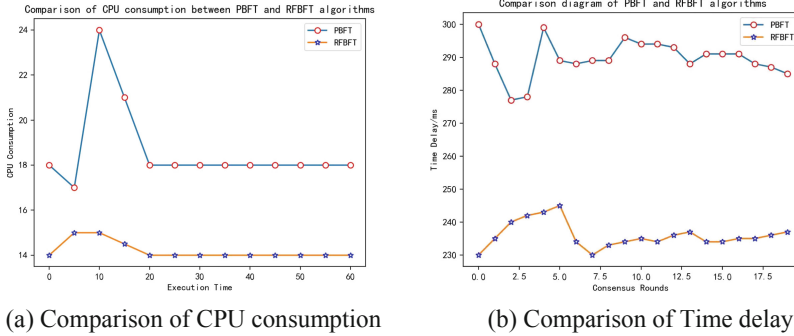 Comparison of CPU consumption between PBFT and RFBFT algorithms
PBFT
RFBFT
24
22
20
18
16
14
CPU Consumption
0 10 20 30 40 50 60
Execution Time
(a) Comparison of CPU consumption
Comparison diagram of PBFT and RFBFT algorithms
PBFT
RFBFT
300
290
280
270
260
250
240
230
Time Delay/ms
0.0 2.5 5.0 7.5 10.0 12.5 15.0 17.5
Consensus Rounds
(b) Comparison of Time delay